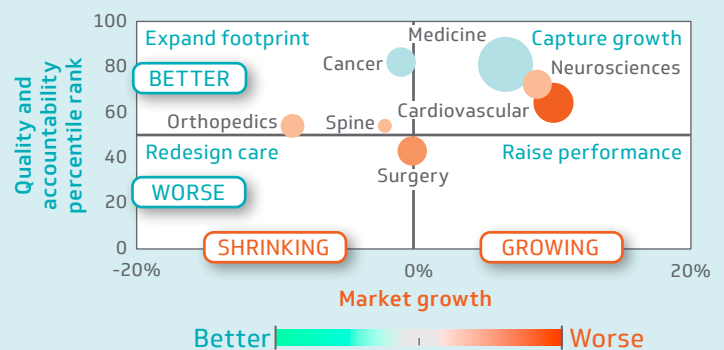 100
80
60
40
20
0
Quality and
accountability
percentile rank
Expand footprint
Medicine
Capture growth
BETTER
Cancer
Neurosciences
Cardiovascular
Orthopedics
Spine
Redesign care
Raise performance
Surgery
WORSE
SHRINKING
GROWING
-20%
0%
20%
Market growth
Better
Worse